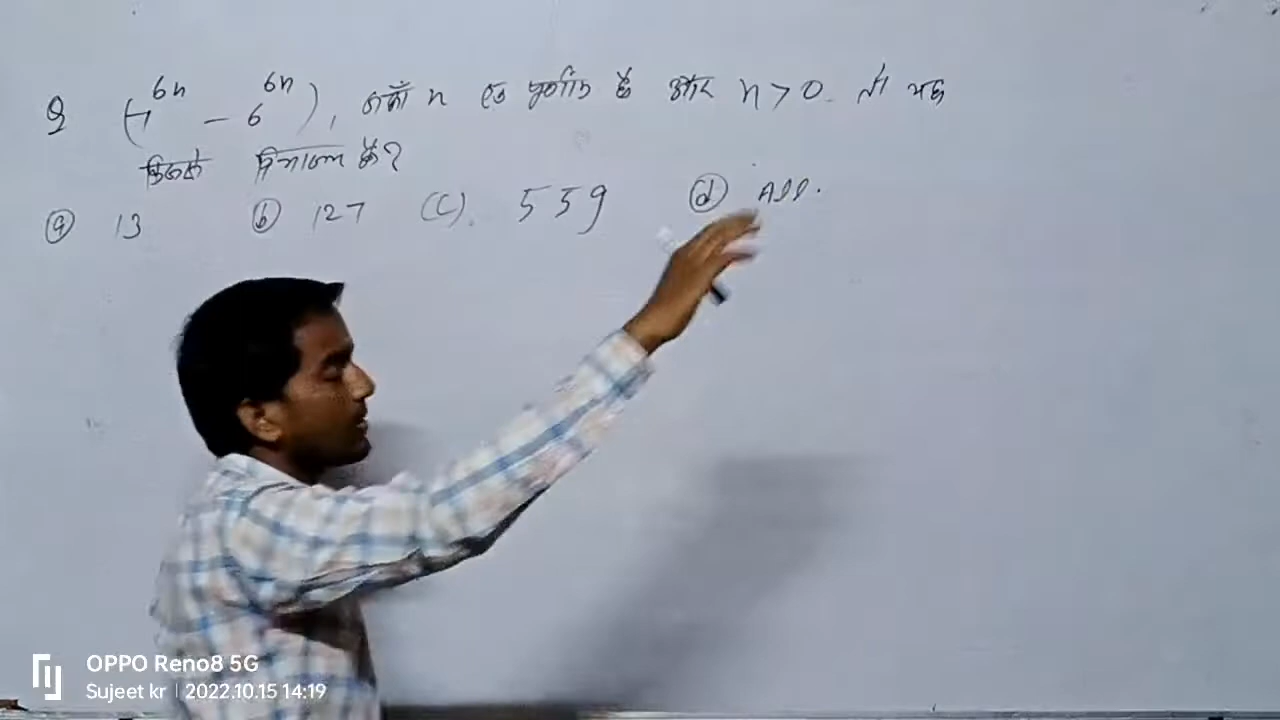 Q (7^6n − 6^6n), जहाँ n एक पूर्णांक है और n > 0. तो यह
किससे विभाज्य है?
(a) 13 (b) 127 (C). 559 (d) All.
OPPO Reno8 5G
Sujeet kr | 2022.10.15 14:19